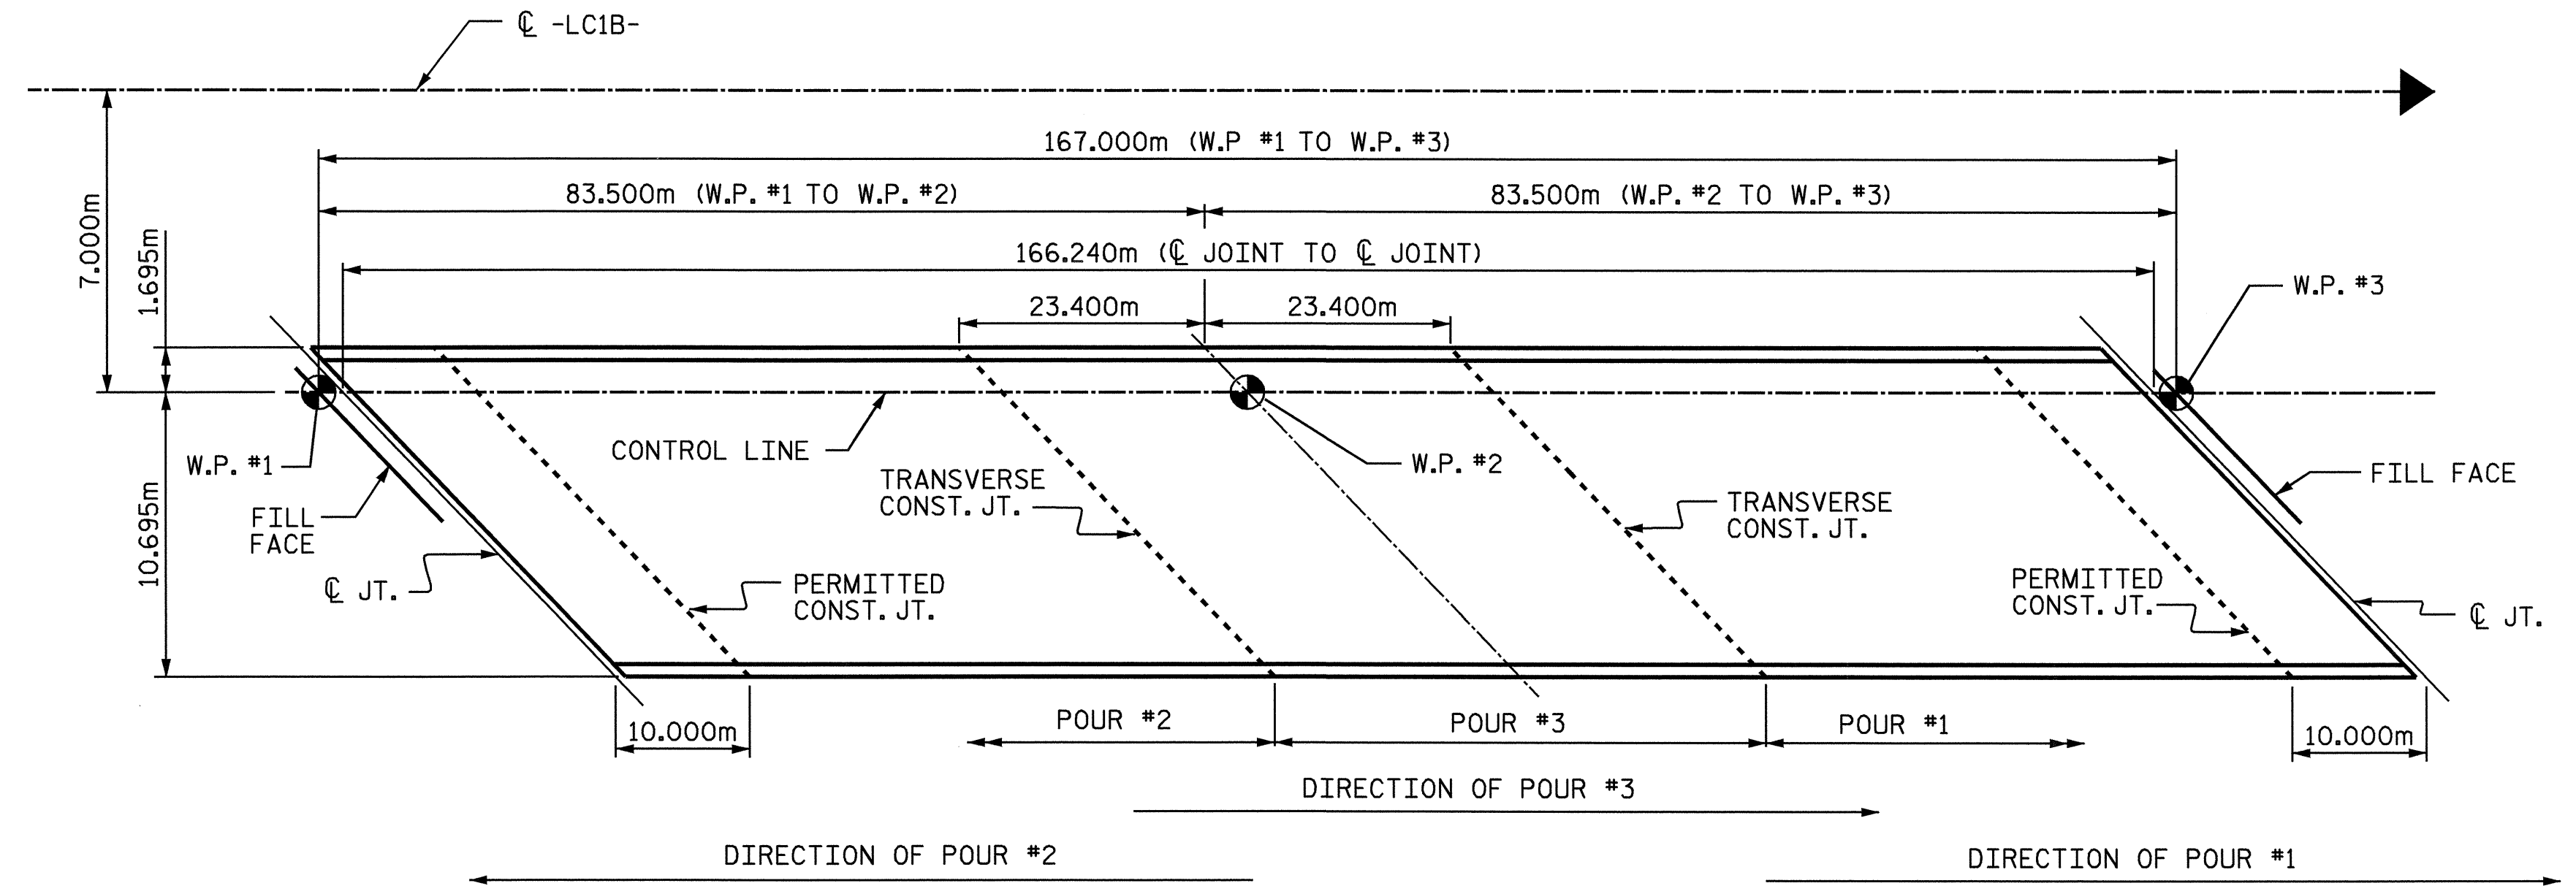 ℄ -LC1B-
167.000m (W.P #1 TO W.P. #3)
83.500m (W.P. #1 TO W.P. #2)
83.500m (W.P. #2 TO W.P. #3)
7.000m
1.695m
166.240m (℄ JOINT TO ℄ JOINT)
W.P. #3
23.400m
23.400m
CONTROL LINE
W.P. #1
W.P. #2
TRANSVERSE
CONST. JT.
FILL FACE
TRANSVERSE
CONST. JT.
FILL
FACE
10.695m
℄ JT.
PERMITTED
CONST. JT.
PERMITTED
CONST. JT.
℄ JT.
10.000m
POUR #2
POUR #3
POUR #1
10.000m
DIRECTION OF POUR #3
DIRECTION OF POUR #2
DIRECTION OF POUR #1